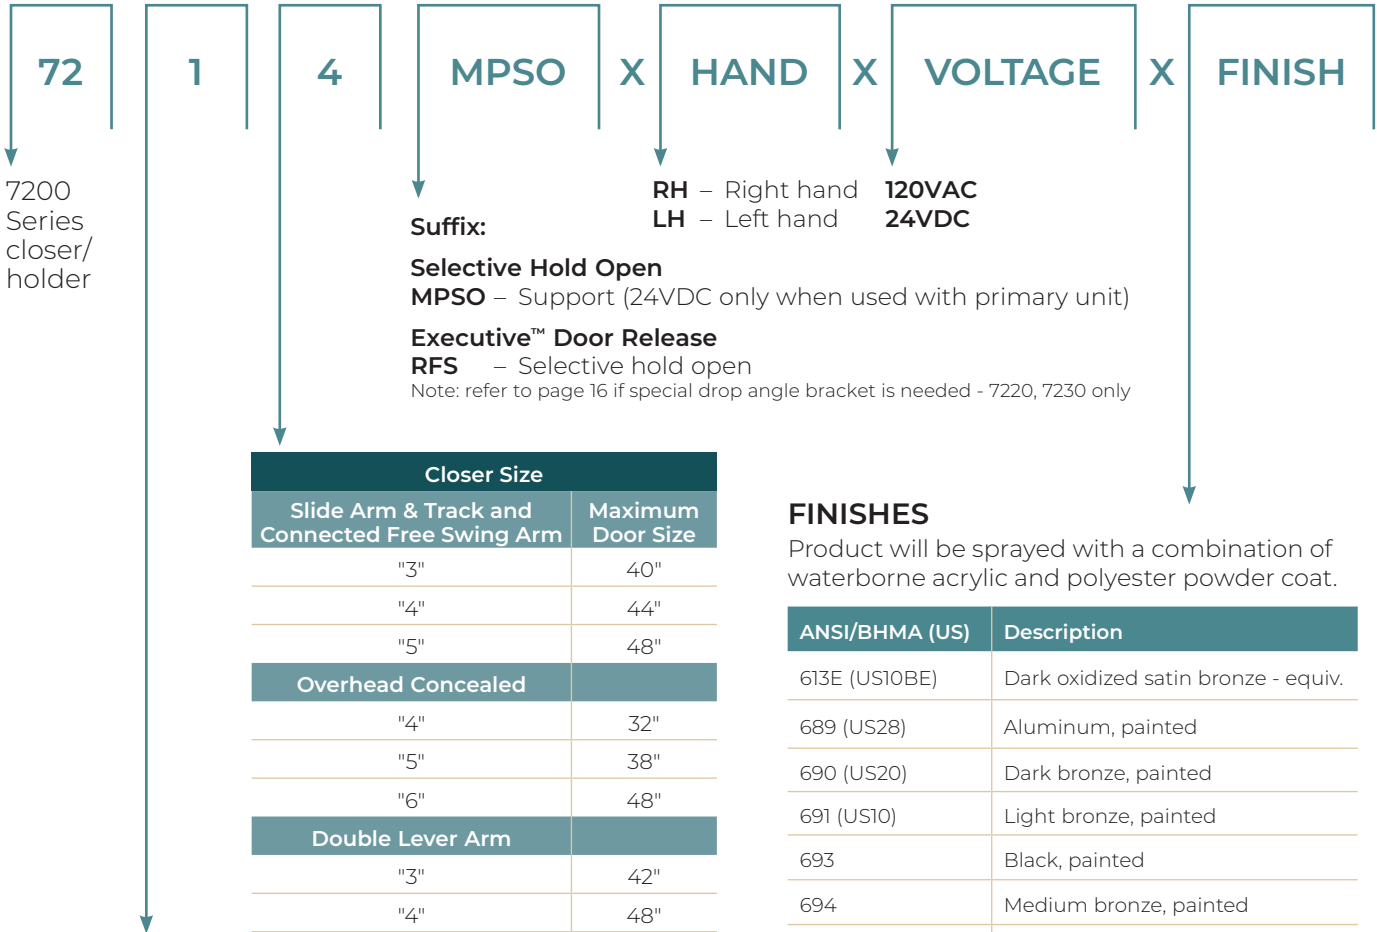 72 1 4 MPSO X HAND X VOLTAGE X FINISH
7200
Series
closer/
holder
RH – Right hand
LH – Left hand
120VAC
24VDC
Suffix:
Selective Hold Open
MPSO – Support (24VDC only when used with primary unit)
Executive™ Door Release
RFS – Selective hold open
Note: refer to page 16 if special drop angle bracket is needed - 7220, 7230 only
Closer Size
Slide Arm & Track and
Connected Free Swing Arm
Maximum
Door Size
"3" 40"
"4" 44"
"5" 48"
Overhead Concealed
"4" 32"
"5" 38"
"6" 48"
Double Lever Arm
"3" 42"
"4" 48"
FINISHES
Product will be sprayed with a combination of
waterborne acrylic and polyester powder coat.
ANSI/BHMA (US) Description
613E (US10BE) Dark oxidized satin bronze - equiv.
689 (US28) Aluminum, painted
690 (US20) Dark bronze, painted
691 (US10) Light bronze, painted
693 Black, painted
694 Medium bronze, painted